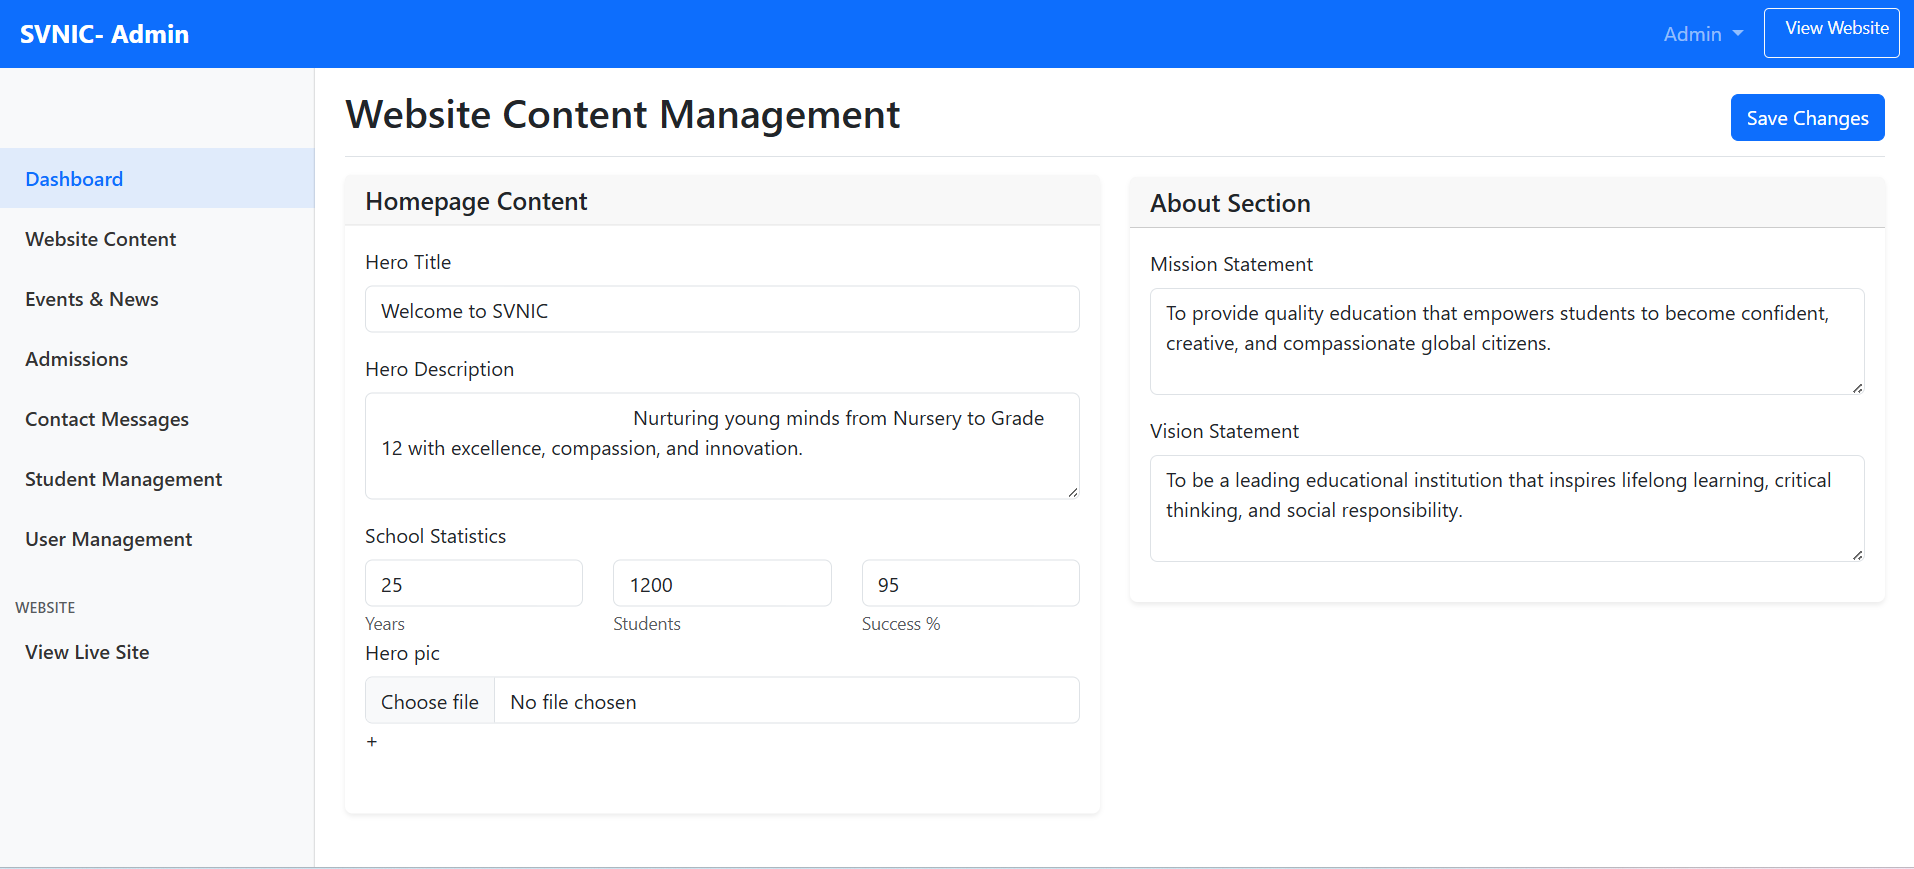 SVNIC- Admin
Admin
View Website
Dashboard
Website Content
Events & News
Admissions
Contact Messages
Student Management
User Management
WEBSITE
View Live Site
Website Content Management
Save Changes
Homepage Content
Hero Title
Welcome to SVNIC
Hero Description
Nurturing young minds from Nursery to Grade
12 with excellence, compassion, and innovation.
School Statistics
25
1200
95
Years
Students
Success %
Hero pic
Choose file
No file chosen
+
About Section
Mission Statement
To provide quality education that empowers students to become confident,
creative, and compassionate global citizens.
Vision Statement
To be a leading educational institution that inspires lifelong learning, critical
thinking, and social responsibility.